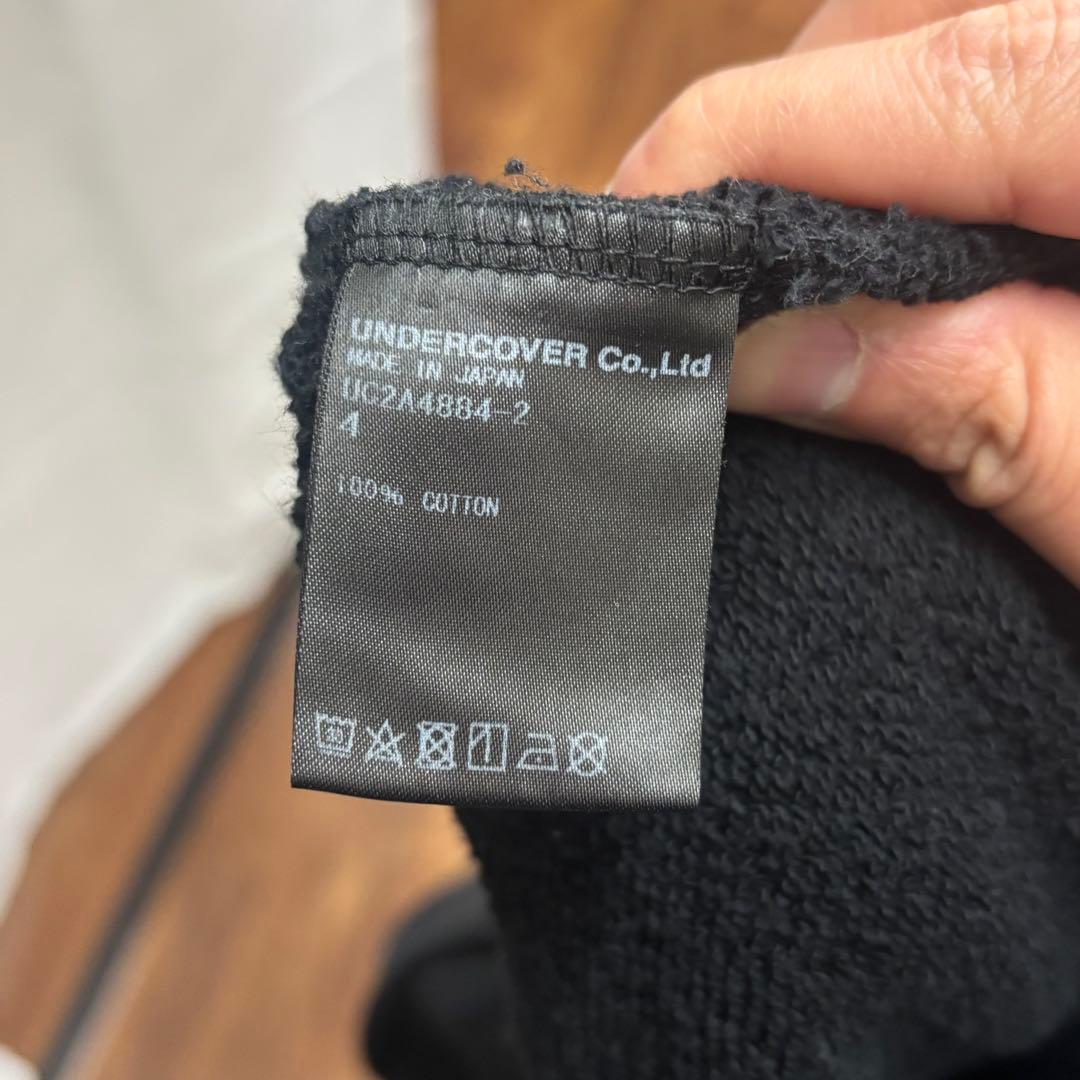 UNDERCOVER Co.,Ltd
MADE IN JAPAN
UC2A4884-2
4
100% COTTON